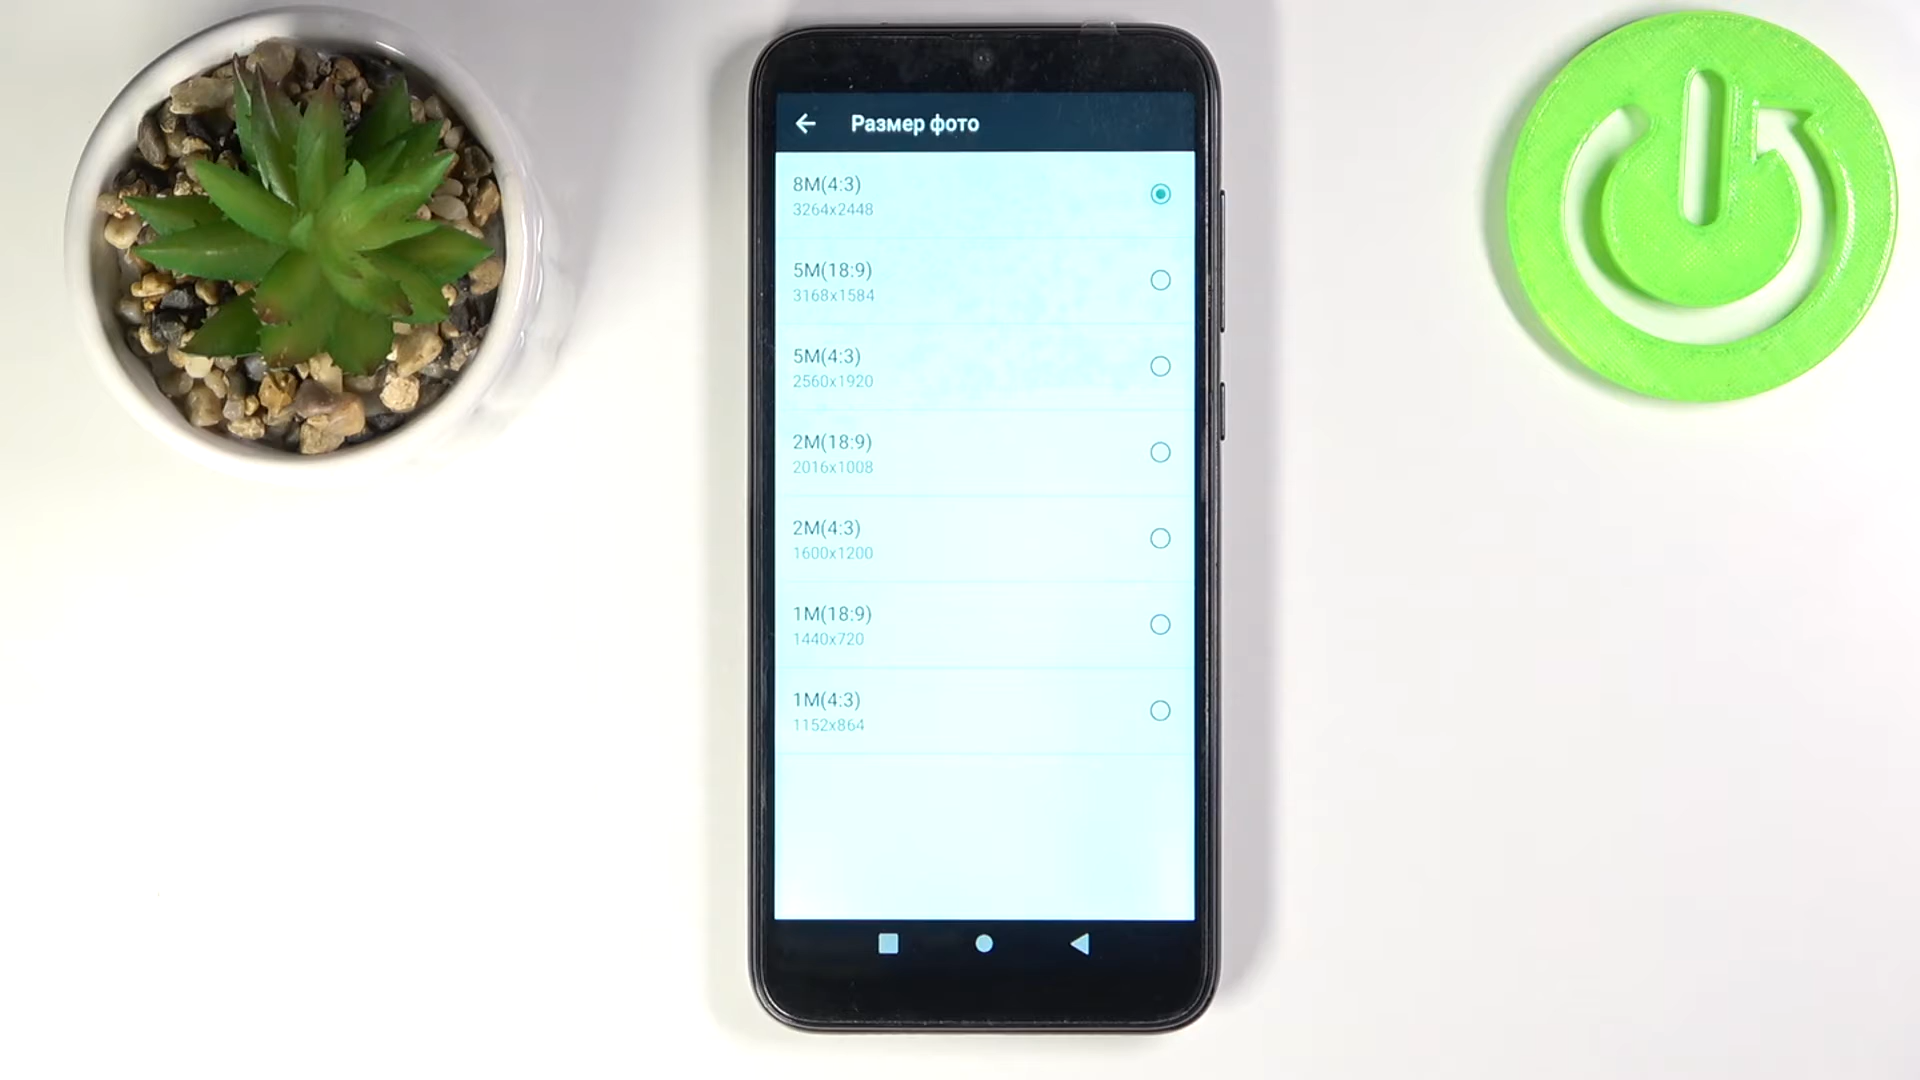 Размер фото
8M(4:3)
3264x2448
5M(18:9)
3168x1584
5M(4:3)
2560x1920
2M(18:9)
2016x1008
2M(4:3)
1600x1200
1M(18:9)
1440x720
1M(4:3)
1152x864